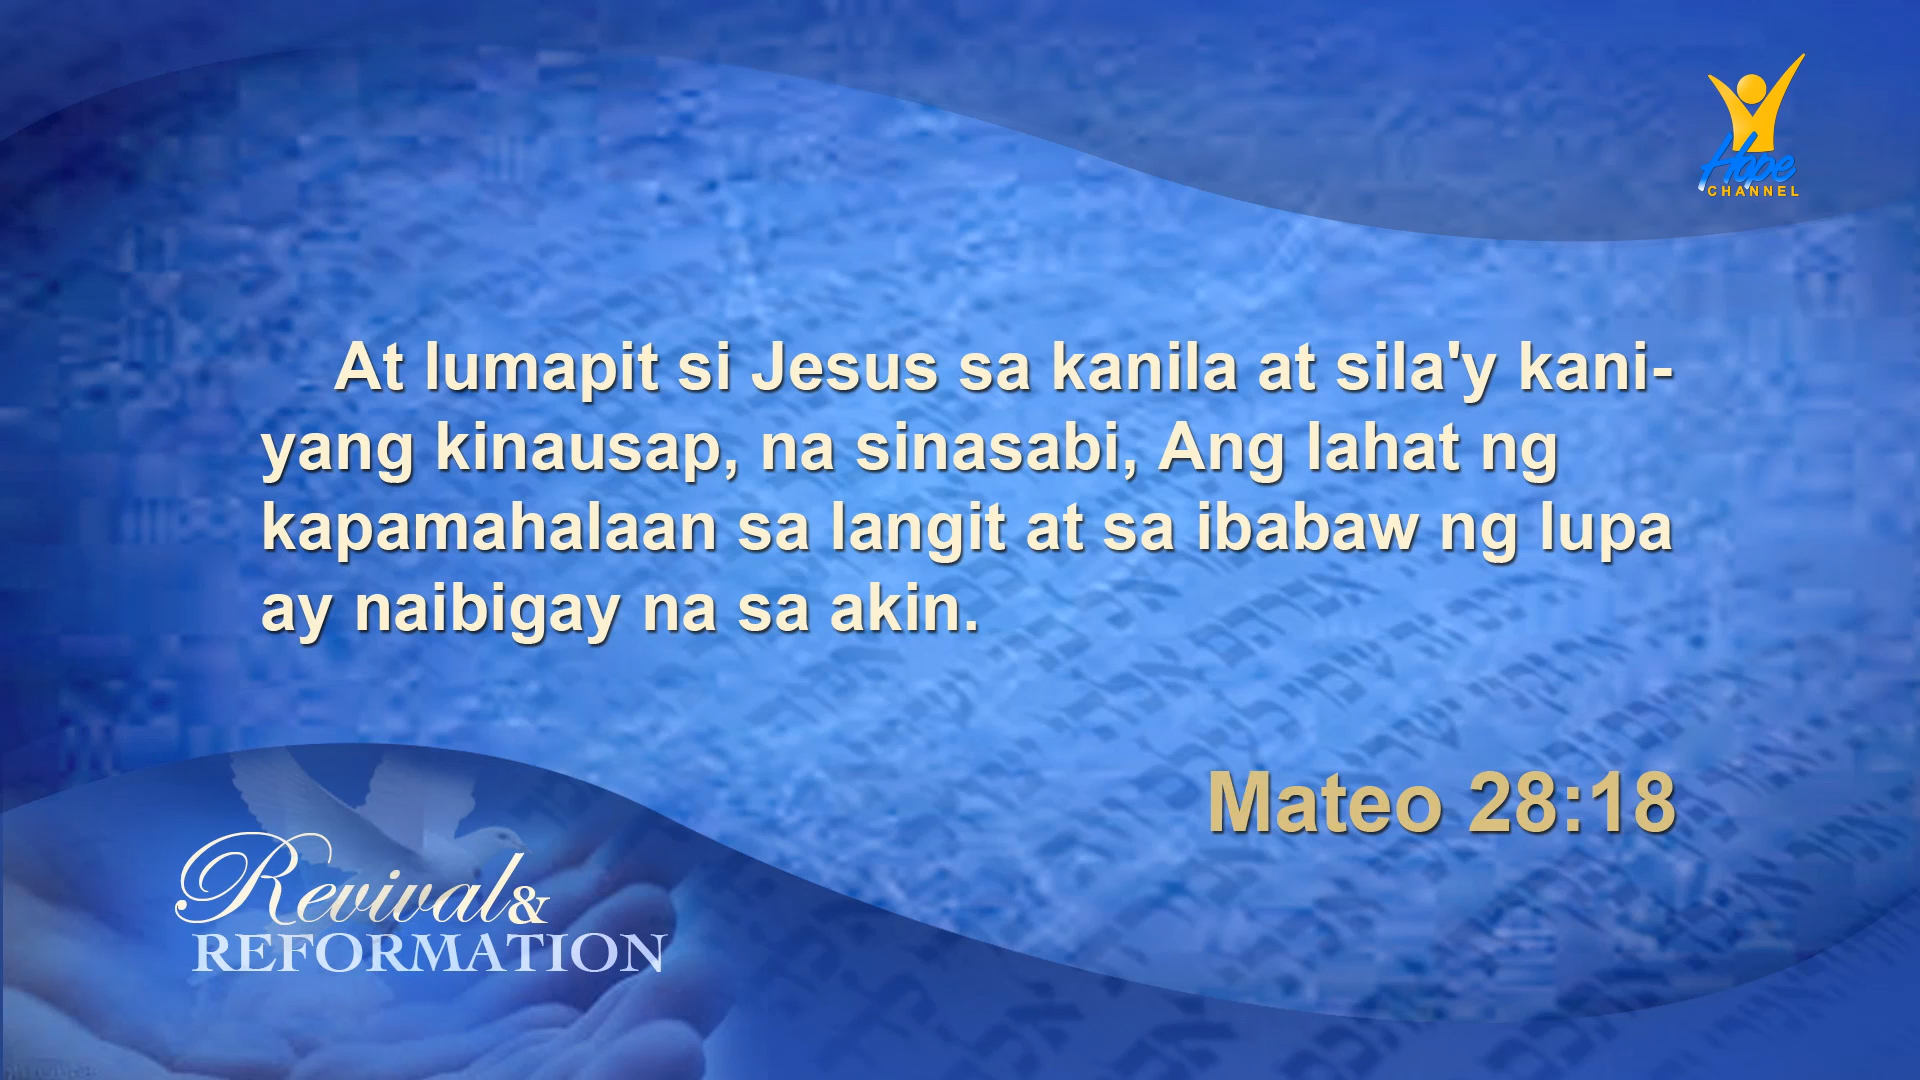 Hope
CHANNEL
At lumapit si Jesus sa kanila at sila'y kani-
yang kinausap, na sinasabi, Ang lahat ng
kapamahalaan sa langit at sa ibabaw ng lupa
ay naibigay na sa akin.
Mateo 28:18
Revival &
REFORMATION